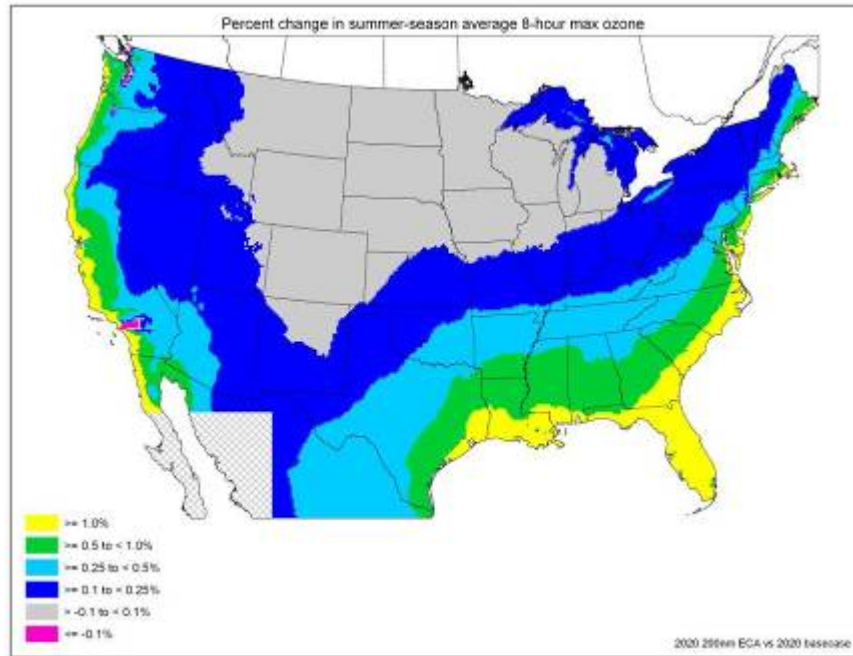 Percent change in summer-season average 8-hour max ozone
>= 1.0%
>= 0.5 to < 1.0%
>= 0.25 to < 0.5%
>= 0.1 to < 0.25%
> -0.1 to < 0.1%
<= -0.1%
2020 200nm ECA vs 2020 basecase